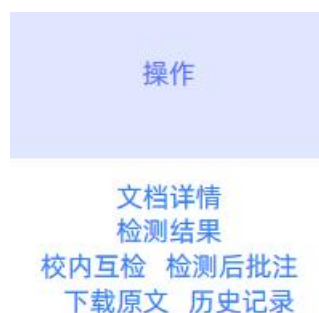 操作
文档详情
检测结果
校内互检 检测后批注
下载原文 历史记录